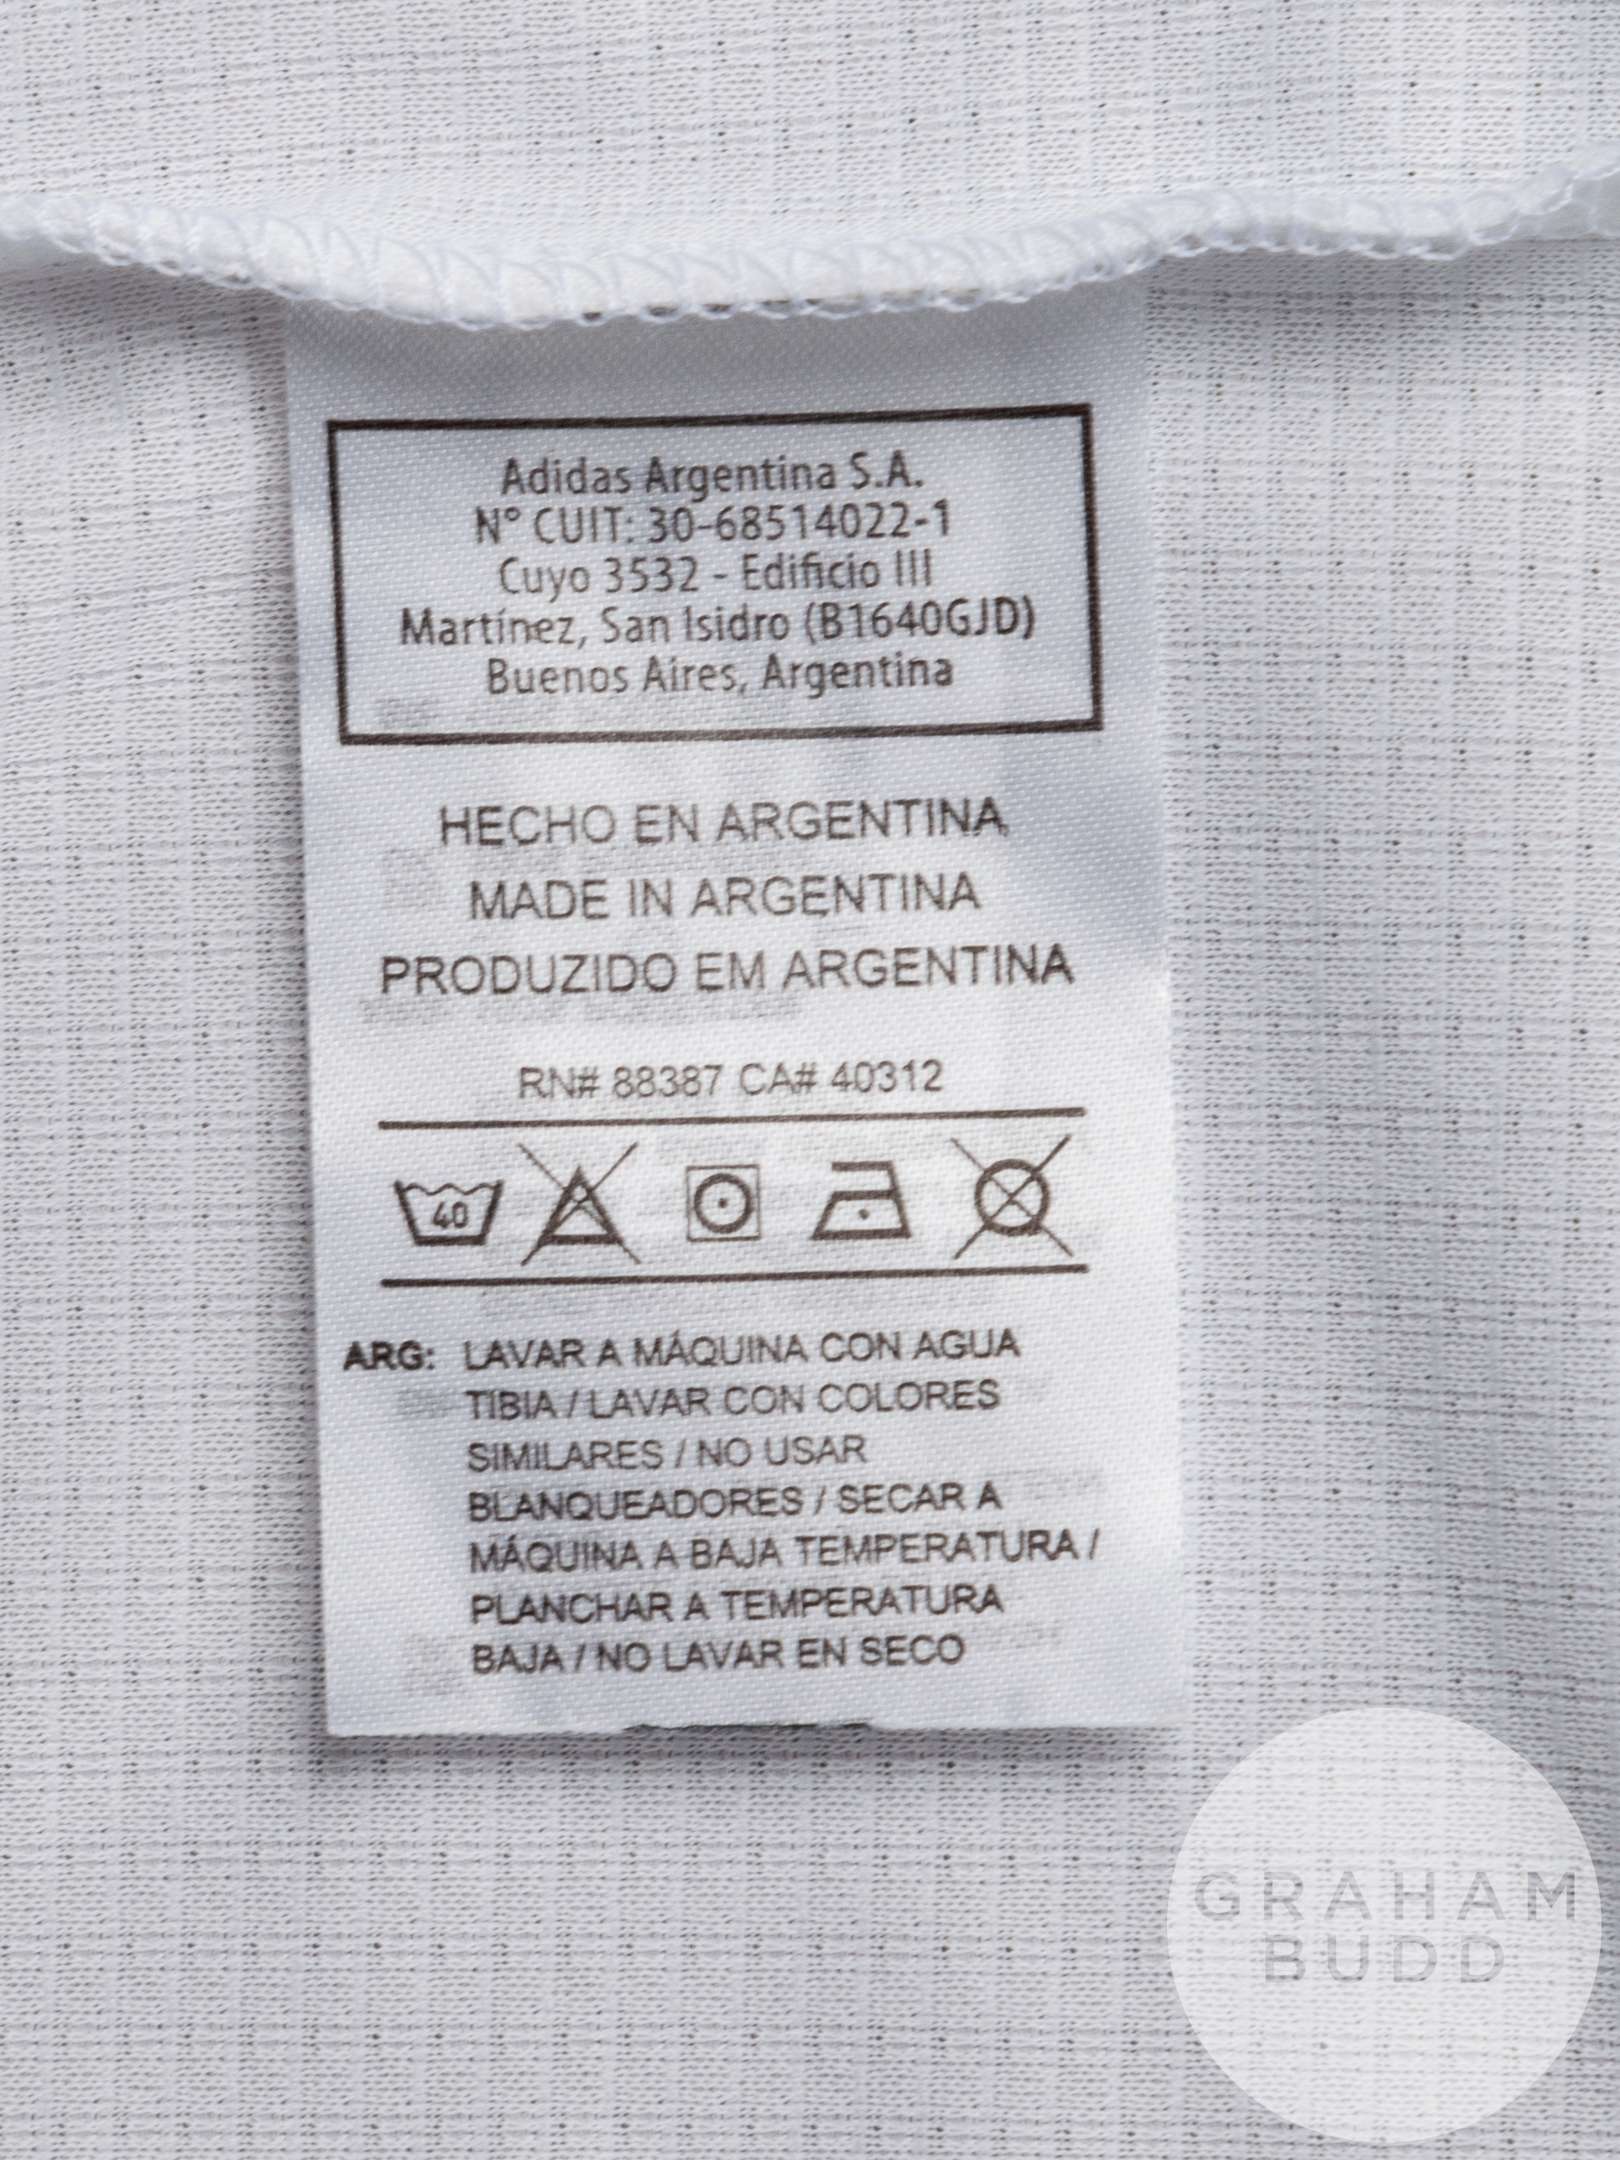 Adidas Argentina S.A.
N° CUIT: 30-68514022-1
Cuyo 3532 - Edificio III
Martínez, San Isidro (B1640GJD)
Buenos Aires, Argentina
HECHO EN ARGENTINA
MADE IN ARGENTINA
PRODUZIDO EM ARGENTINA
RN# 88387 CA# 40312
40
ARG: LAVAR A MÁQUINA CON AGUA
TIBIA / LAVAR CON COLORES
SIMILARES / NO USAR
BLANQUEADORES / SECAR A
MÁQUINA A BAJA TEMPERATURA /
PLANCHAR A TEMPERATURA
BAJA / NO LAVAR EN SECO
GRAHAM
BUDD